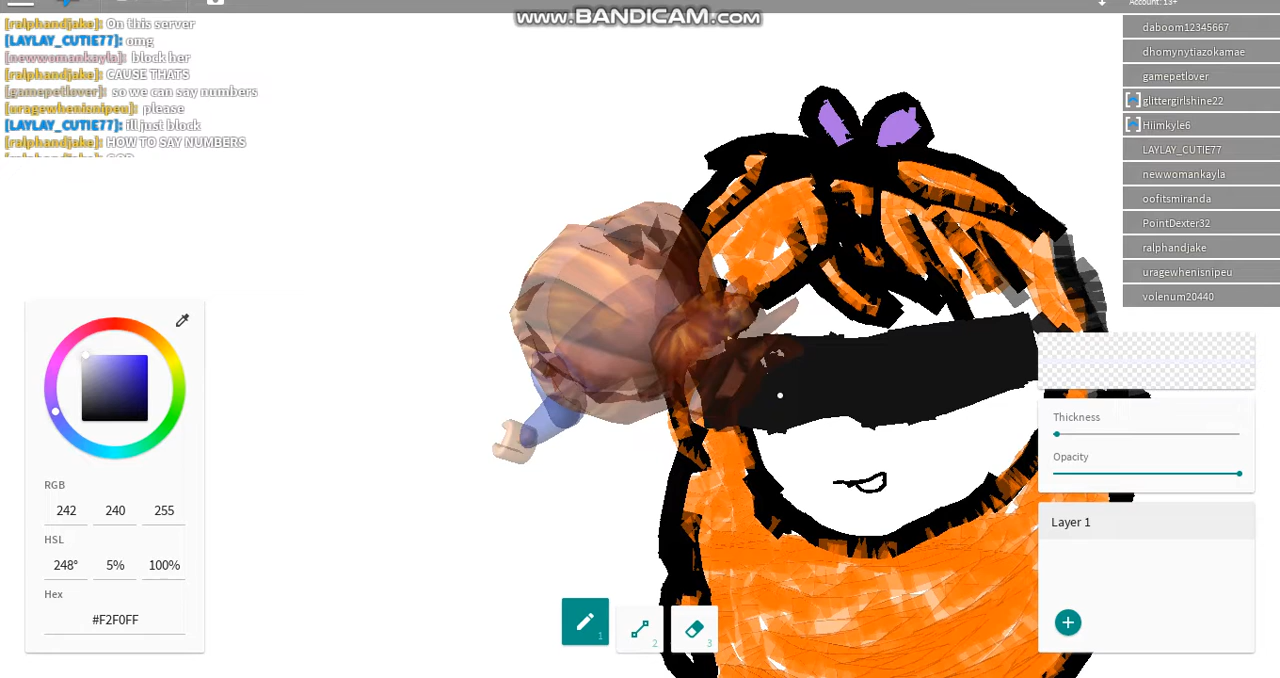 Account: 13+
www.BANDICAM.com
[ralphandjake]: On this server
[LAYLAY_CUTIE77]: omg
[newwomankayla]: block her
[ralphandjake]: CAUSE THATS
[gamepetlover]: so we can say numbers
[uragewhenisnipeu]: please
[LAYLAY_CUTIE77]: ill just block
[ralphandjake]: HOW TO SAY NUMBERS
daboom12345667
dhomynytiazokamae
gamepetlover
glittergirlshine22
Hiimkyle6
LAYLAY_CUTIE77
newwomankayla
oofitsmiranda
PointDexter32
ralphandjake
uragewhenisnipeu
volenum20440
RGB
242 240 255
HSL
248° 5% 100%
Hex
#F2F0FF
1
2
3
Thickness
Opacity
Layer 1